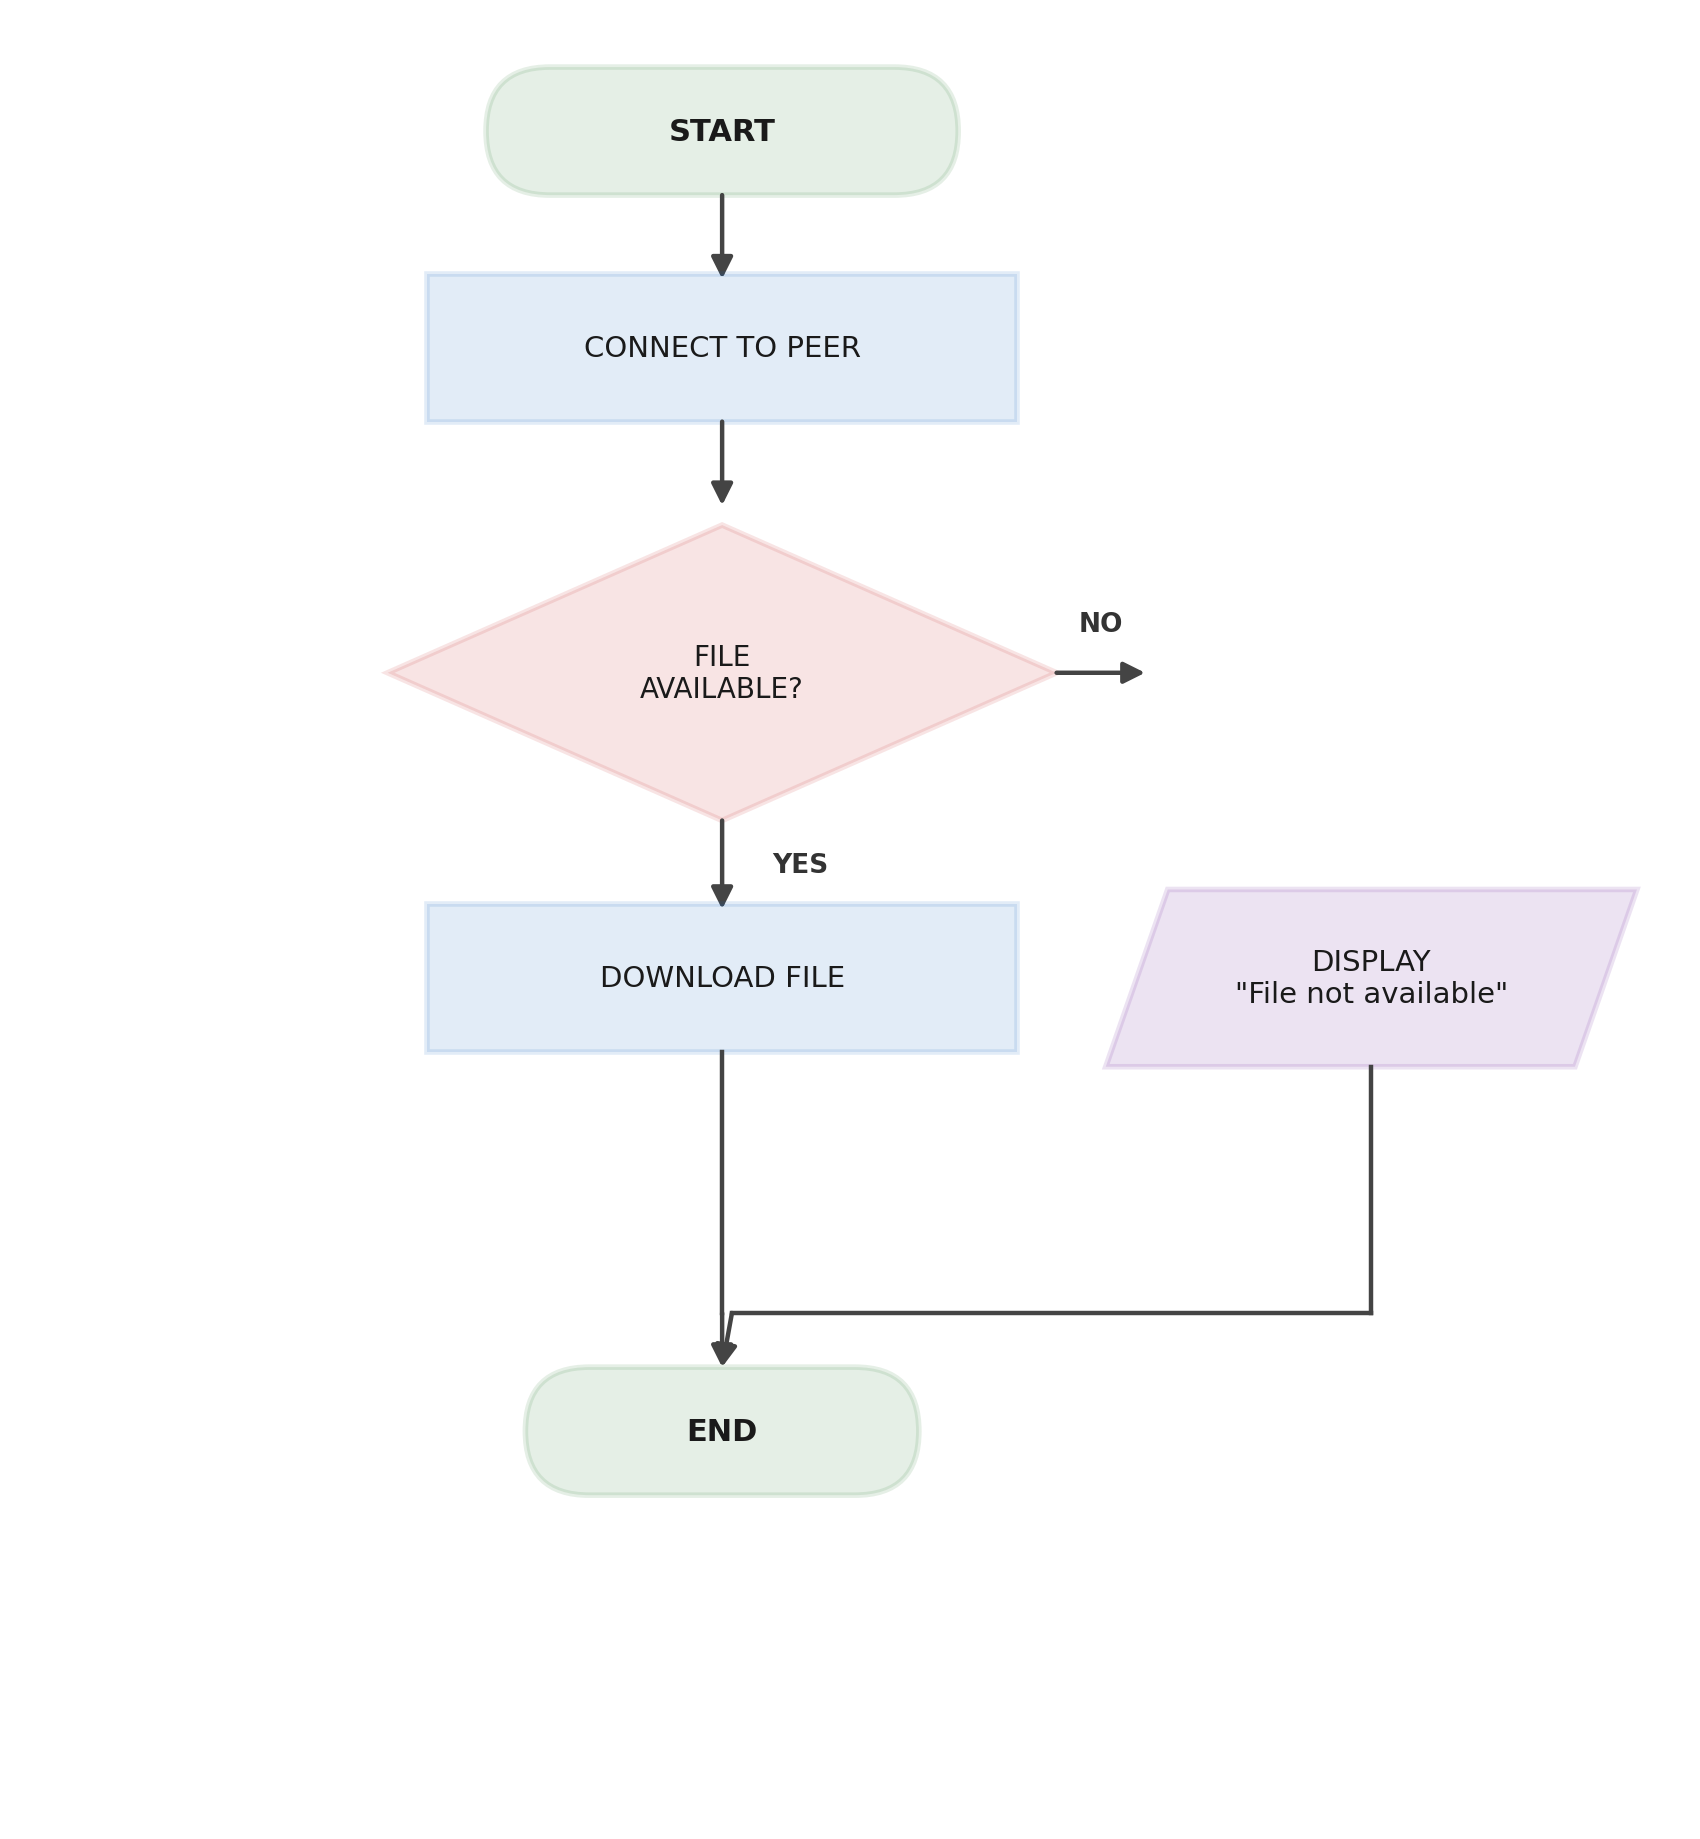 START
CONNECT TO PEER
FILE
AVAILABLE?
NO
YES
DOWNLOAD FILE
DISPLAY
"File not available"
END